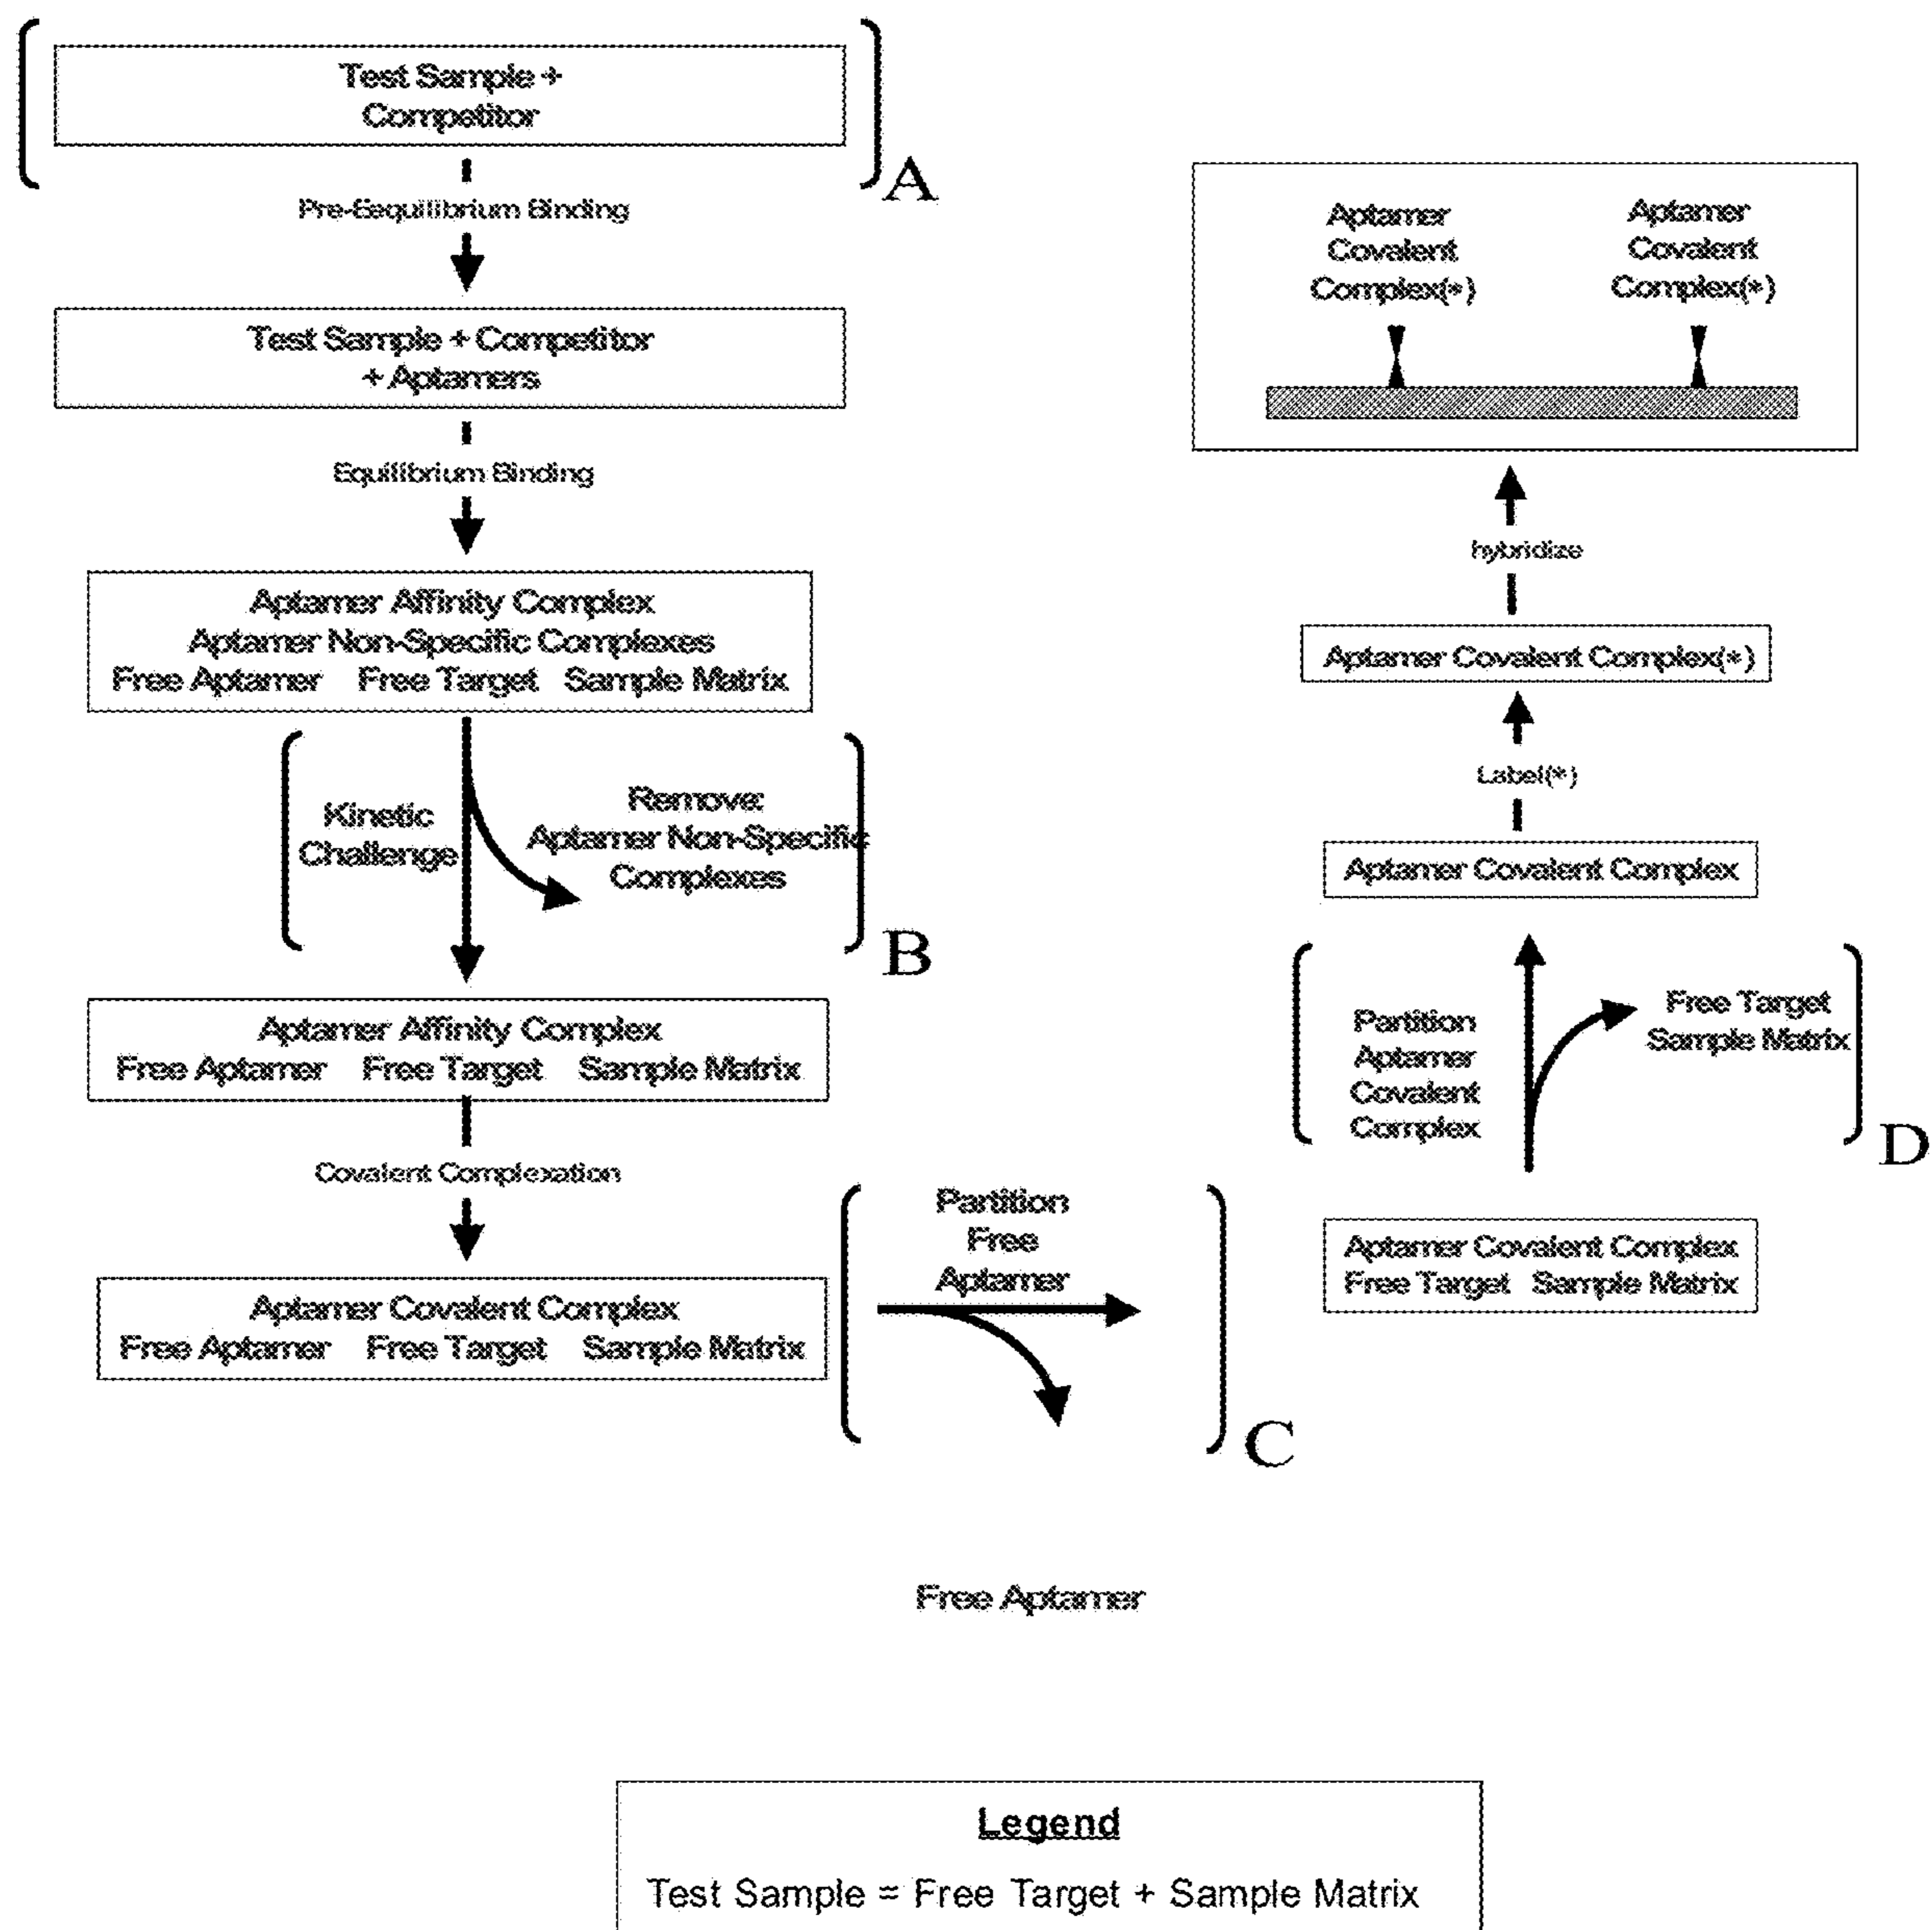 Test Sample +
Competitor
A
Pre-Eequilibrium Binding
Test Sample + Competitor
+ Aptamers
Equilibrium Binding
Aptamer Affinity Complex
Aptamer Non-Specific Complexes
Free Aptamer Free Target Sample Matrix
Kinetic
Challenge
Remove:
Aptamer Non-Specific
Complexes
B
Aptamer Affinity Complex
Free Aptamer Free Target Sample Matrix
Covalent Complexation
Aptamer Covalent Complex
Free Aptamer Free Target Sample Matrix
Partition
Free
Aptamer
C
Free Aptamer
Aptamer Covalent Complex
Free Target Sample Matrix
Partition
Aptamer
Covalent
Complex
Free Target
Sample Matrix
D
Aptamer Covalent Complex
Label(*)
Aptamer Covalent Complex(*)
hybridize
Aptamer
Covalent
Complex(*)
Aptamer
Covalent
Complex(*)
Legend
Test Sample = Free Target + Sample Matrix